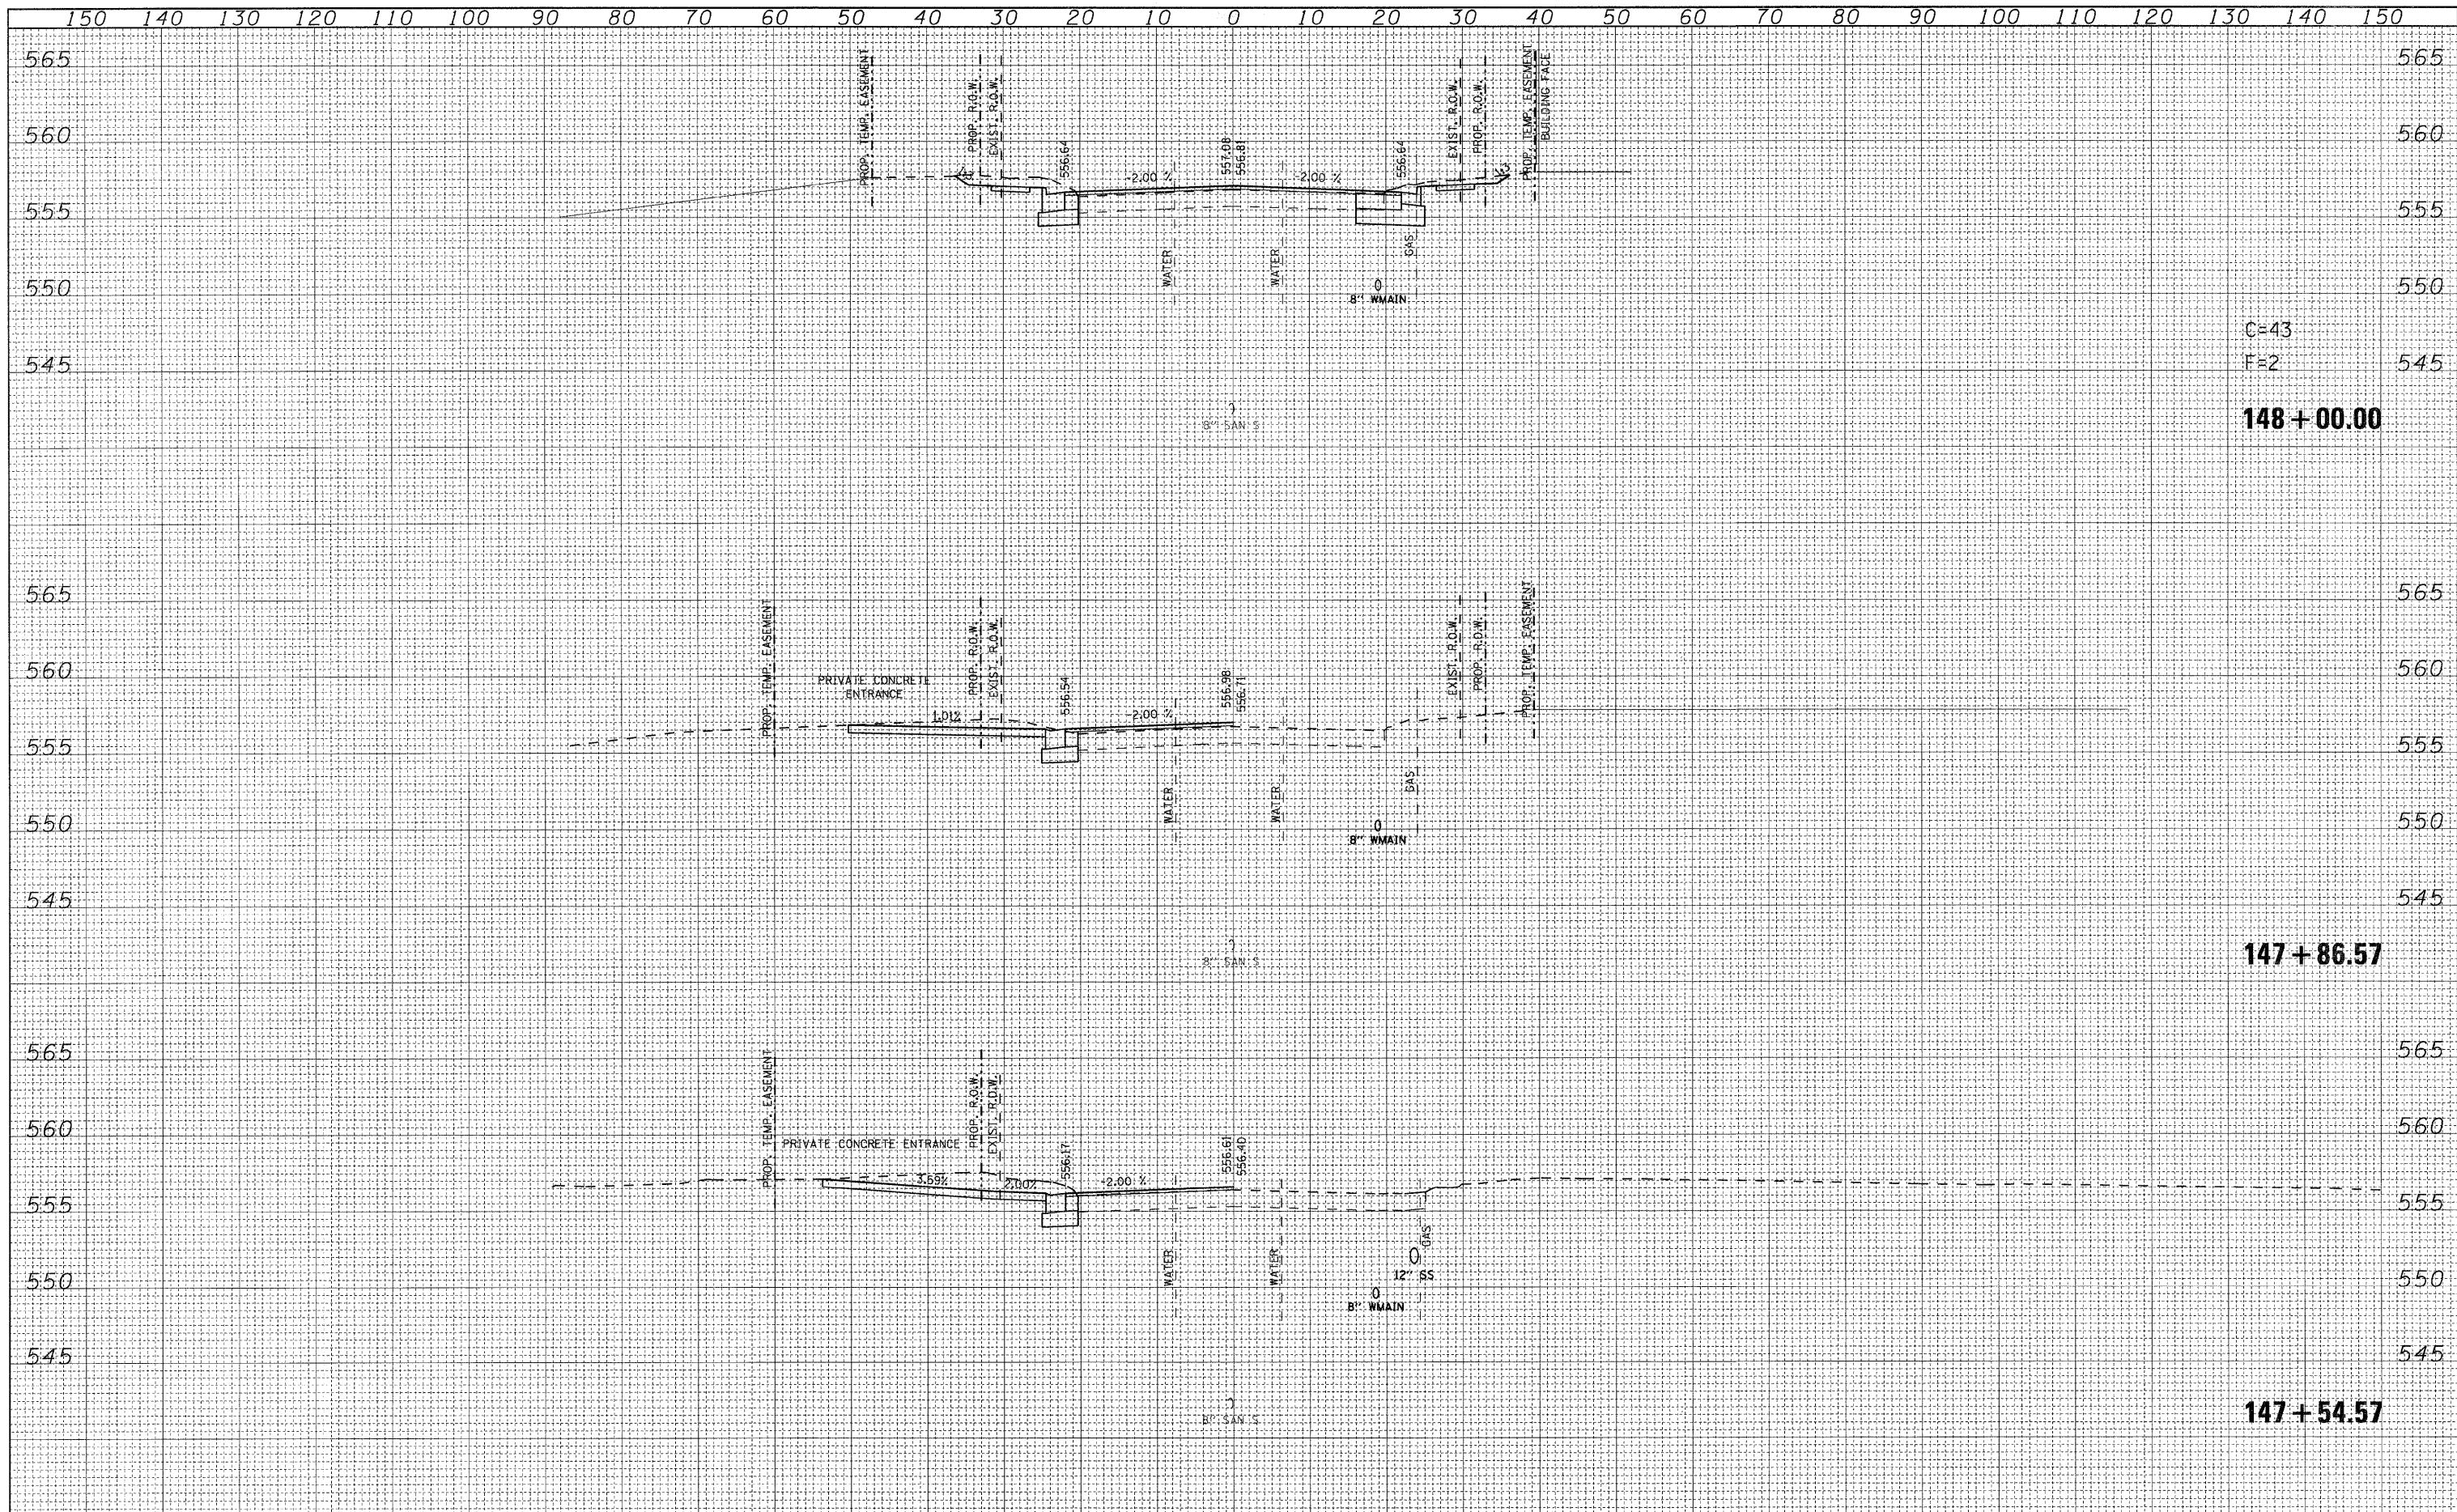 150 140 130 120 110 100 90 80 70 60 50 40 30 20 10 0 10 20 30 40 50 60 70 80 90 100 110 120 130 140 150
565 565
PROP. TEMP. EASEMENT
PROP. R.O.W.
EXIST. R.O.W.
556.64
557.08
556.81
556.64
EXIST. R.O.W.
PROP. R.O.W.
PROP. TEMP. EASEMENT
BUILDING FACE
560 560
-2.00 %
-2.00 %
555 555
WATER
WATER
GAS
550 550
8'' WMAIN
C=43
545 545
F=2
8'' SAN S
148+00.00
565 565
PROP. TEMP. EASEMENT
PROP. R.O.W.
EXIST. R.O.W.
556.54
556.98
556.71
EXIST. R.O.W.
PROP. R.O.W.
PROP. TEMP. EASEMENT
560 560
PRIVATE CONCRETE
ENTRANCE
1.01%
-2.00 %
555 555
WATER
WATER
GAS
550 550
8'' WMAIN
545 545
8'' SAN S
147+86.57
565 565
PROP. TEMP. EASEMENT
PROP. R.O.W.
EXIST. R.O.W.
556.17
556.61
556.40
560 560
PRIVATE CONCRETE ENTRANCE
3.59%
2.00%
-2.00 %
555 555
WATER
WATER
GAS
12'' SS
550 550
8'' WMAIN
545 545
8'' SAN S
147+54.57